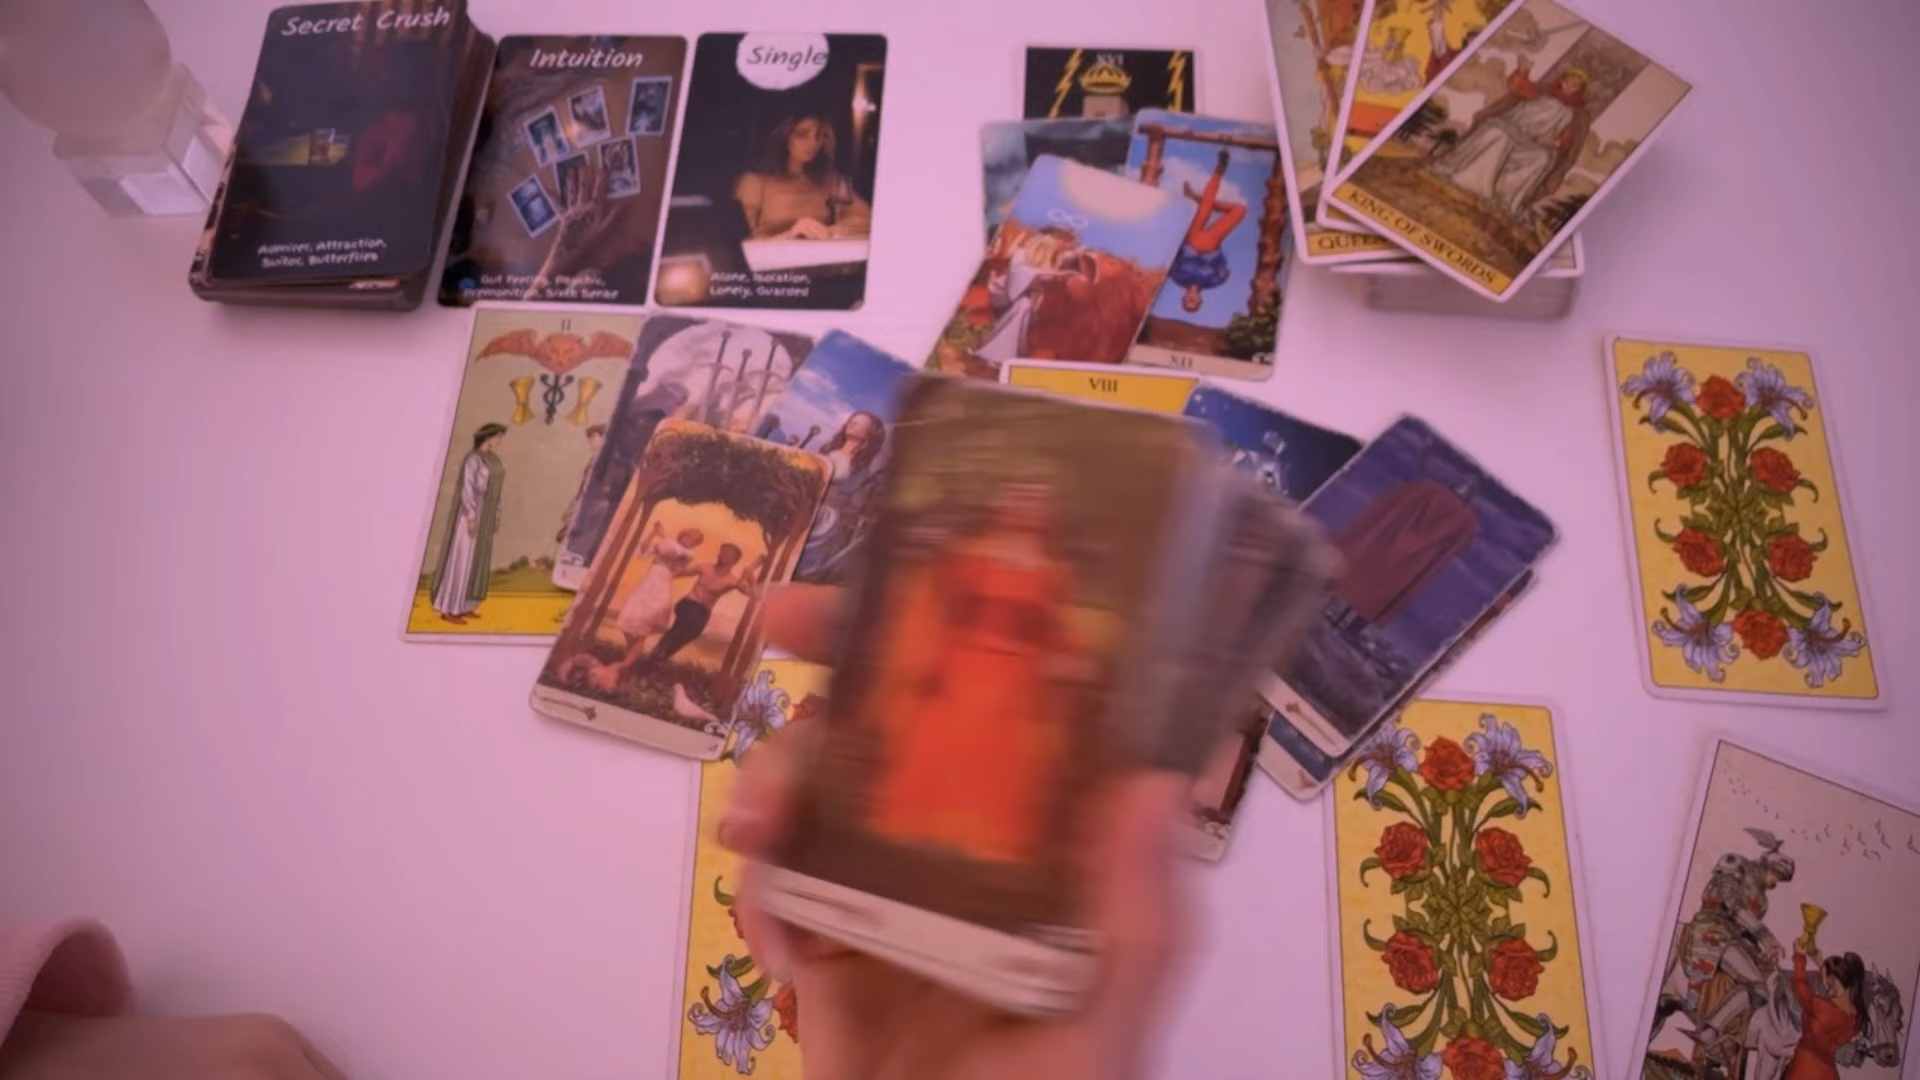 Secret Crush
Admirer, Attraction,
Suitor, Butterflies
Intuition
Gut Feeling, Psychic,
Premonition, Sixth Sense
Single
Alone, Isolation,
Lonely, Guarded
XVI
XII
KING OF SWORDS
II
VIII